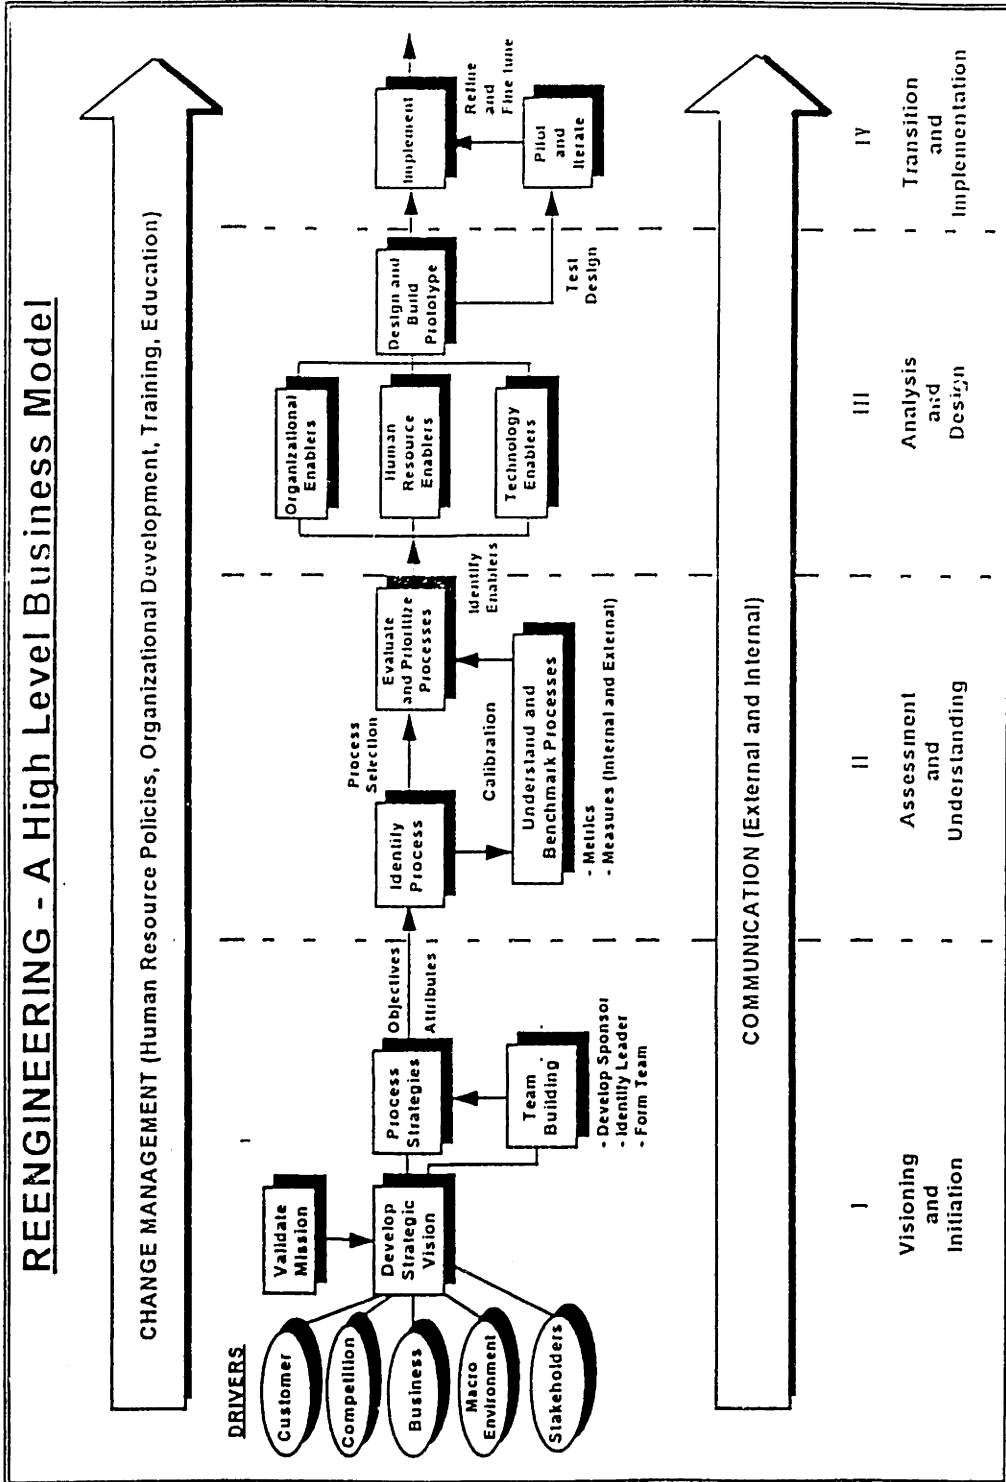 REENGINEERING - A High Level Business Model
CHANGE MANAGEMENT (Human Resource Policies, Organizational Development, Training, Education)
DRIVERS
Customer
Competition
Business
Macro
Environment
Stakeholders
Validate
Mission
Develop
Strategic
Vision
Process
Strategies
Team
Building
- Develop Sponsor
- Identify Leader
- Form Team
Objectives
Attributes
Identify
Process
Process
Selection
Calibration
Understand and
Benchmark Processes
- Metrics
- Measures (Internal and External)
Evaluate
and Prioritize
Processes
Identify
Enablers
Organizational
Enablers
Human
Resource
Enablers
Technology
Enablers
Design and
Build
Prototype
Test
Design
Implement
Refine
and
Fine tune
Pilot
and
Iterate
COMMUNICATION (External and Internal)
I
Visioning
and
Initiation
II
Assessment
and
Understanding
III
Analysis
and
Design
IV
Transition
and
Implementation